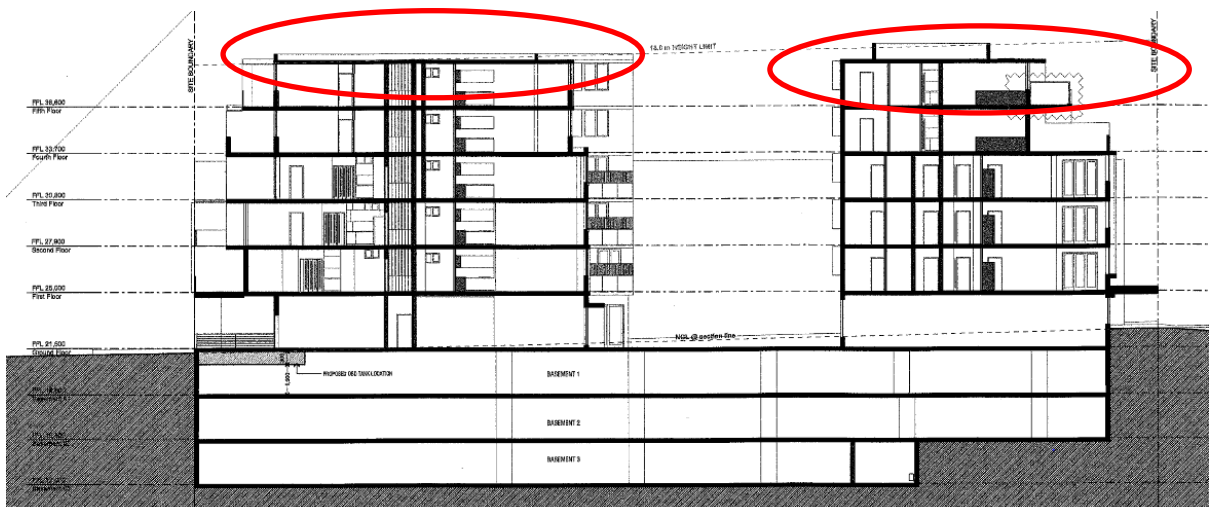 SITE BOUNDARY
18.0 m HEIGHT LIMIT
SITE BOUNDARY
FFL 36,600
Fifth Floor
FFL 33,700
Fourth Floor
FFL 30,800
Third Floor
FFL 27,900
Second Floor
FFL 25,000
First Floor
NGL @ section line
FFL 21,500
Ground Floor
PROPOSED OSD TANK LOCATION
BASEMENT 1
BASEMENT 2
BASEMENT 3